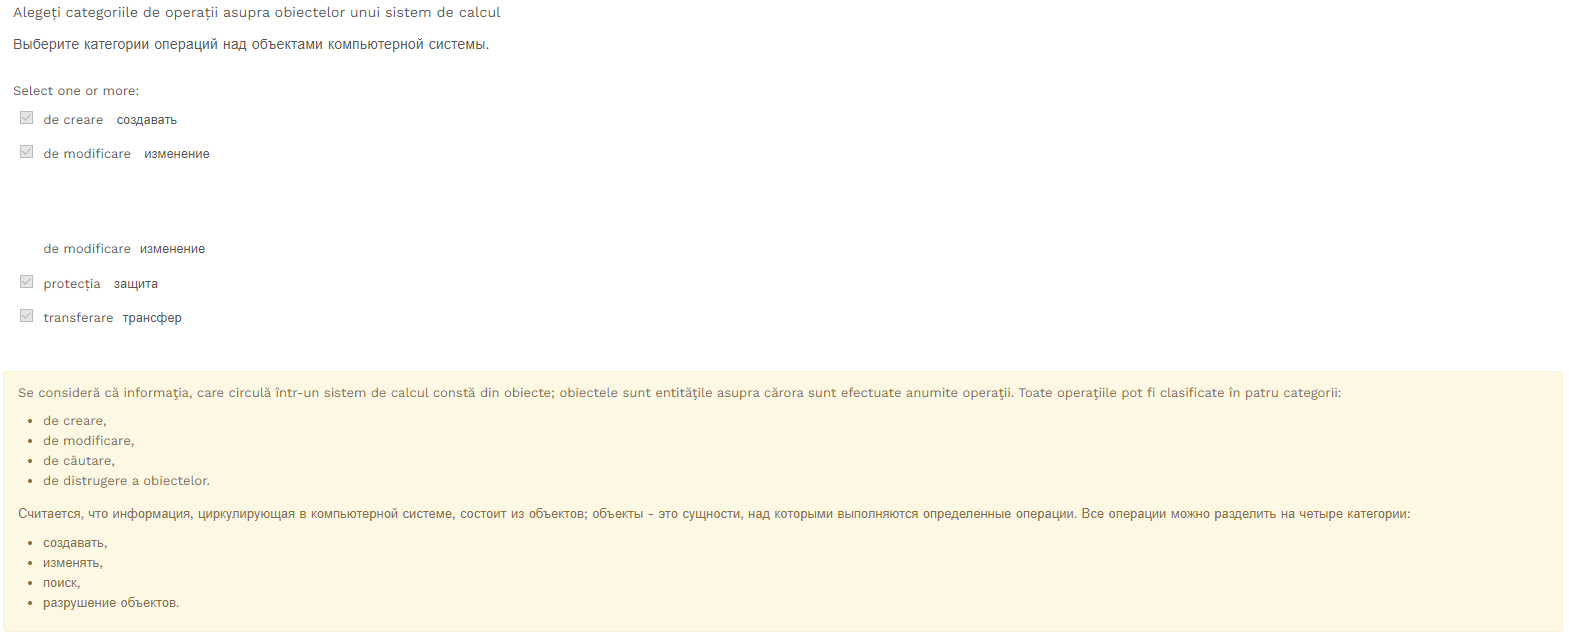 Alegeți categoriile de operații asupra obiectelor unui sistem de calcul
Выберите категории операций над объектами компьютерной системы.
Select one or more:
de creare создавать
de modificare изменение
de modificare изменение
protecția защита
transferare трансфер
Se consideră că informaţia, care circulă într-un sistem de calcul constă din obiecte; obiectele sunt entităţile asupra cărora sunt efectuate anumite operaţii. Toate operaţiile pot fi clasificate în patru categorii:
• de creare,
• de modificare,
• de căutare,
• de distrugere a obiectelor.
Считается, что информация, циркулирующая в компьютерной системе, состоит из объектов; объекты - это сущности, над которыми выполняются определенные операции. Все операции можно разделить на четыре категории:
• создавать,
• изменять,
• поиск,
• разрушение объектов.